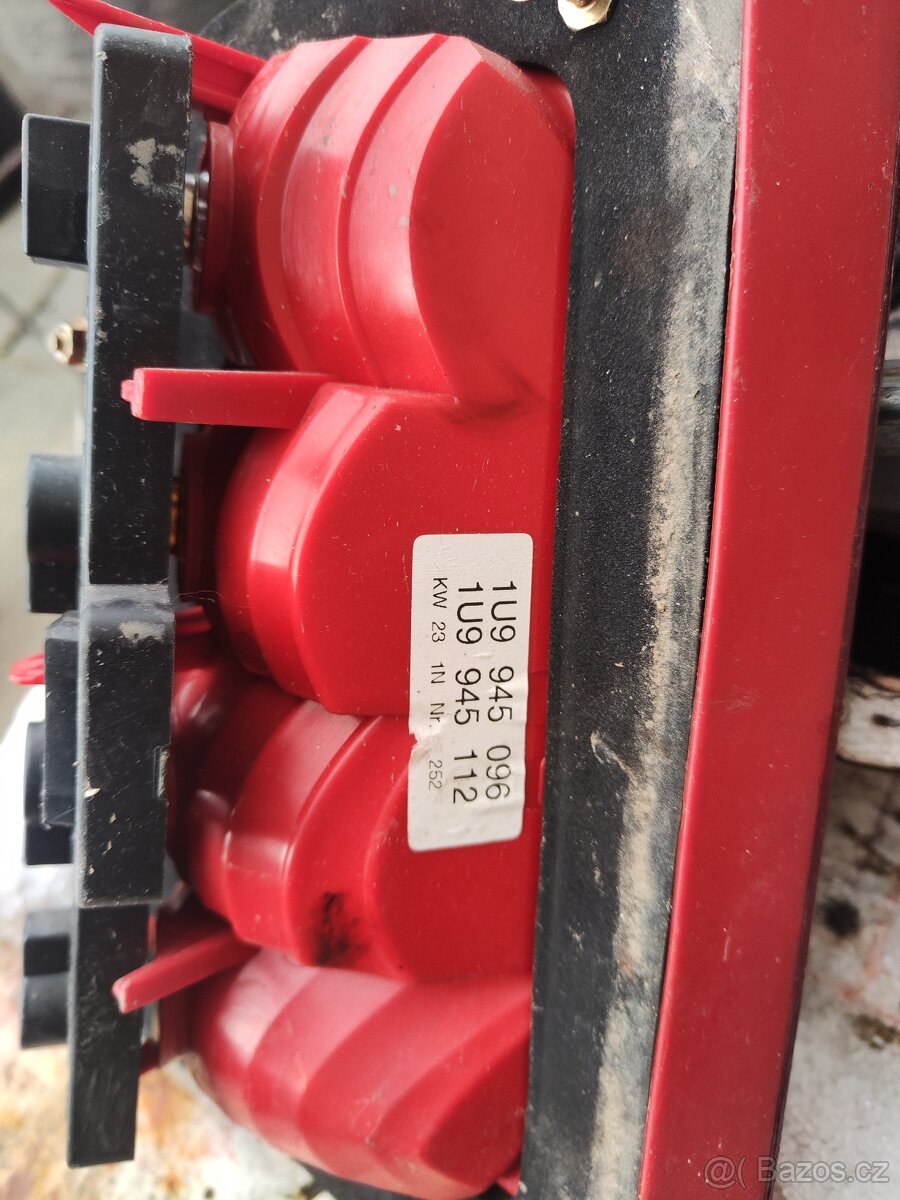 1U9 945 096
1U9 945 112
KW 23 1N Nr. 252
Bazos.cz